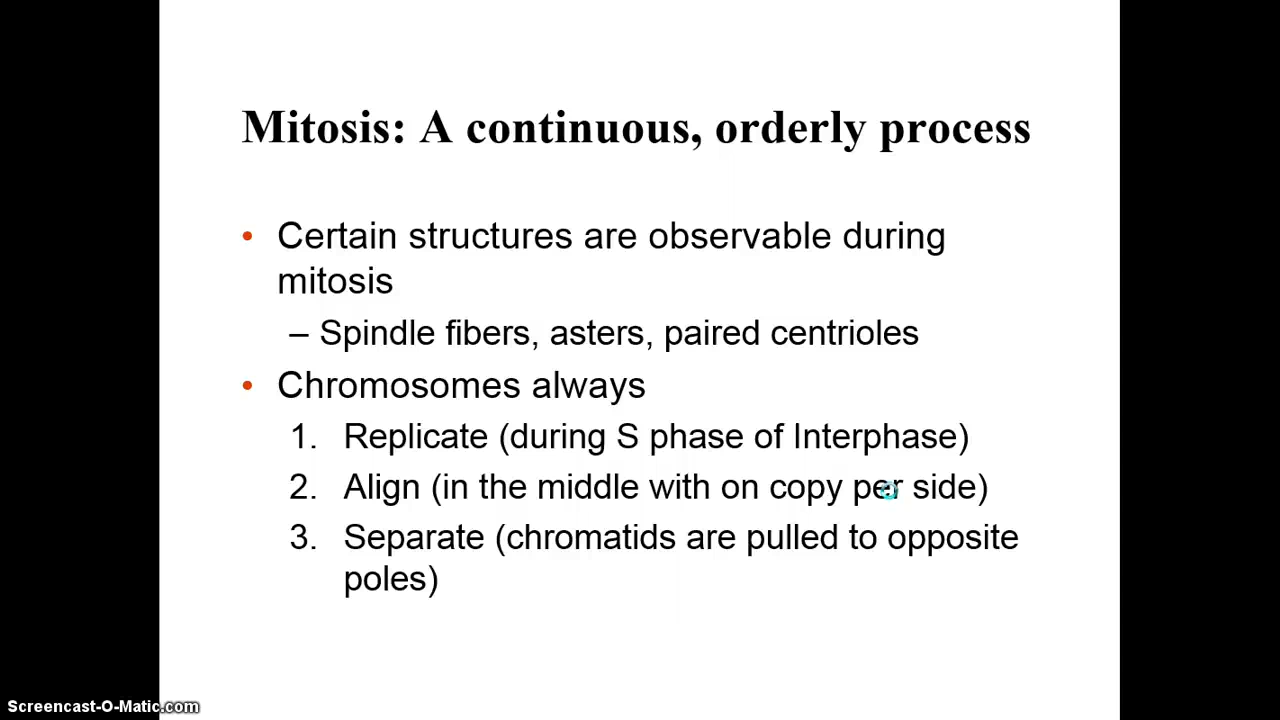 Mitosis: A continuous, orderly process
• Certain structures are observable during
mitosis
– Spindle fibers, asters, paired centrioles
• Chromosomes always
1. Replicate (during S phase of Interphase)
2. Align (in the middle with on copy per side)
3. Separate (chromatids are pulled to opposite
poles)
Screencast-O-Matic.com